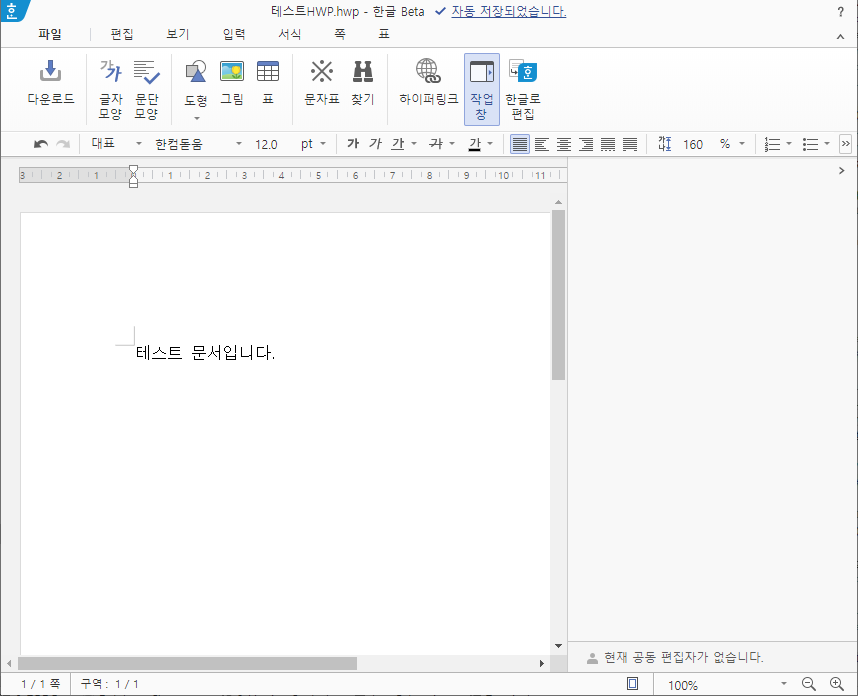 테스트HWP.hwp - 한글 Beta ✓ 자동 저장되었습니다. ?
파일 편집 보기 입력 서식 쪽 표
다운로드 글자 모양 문단 모양 도형 그림 표 문자표 찾기 하이퍼링크 작업 창 한글로 편집
대표 한컴돋움 12.0 pt 가 가 가 가 가 160 %
3 2 1 1 2 3 4 5 6 7 8 9 10 11
테스트 문서입니다.
현재 공동 편집자가 없습니다.
1 / 1 쪽 구역 : 1 / 1 100%